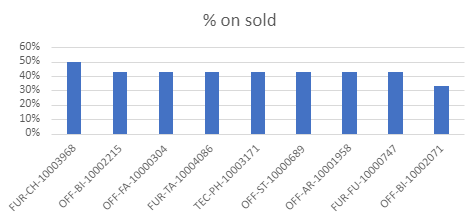 % on sold
60%
50%
40%
30%
20%
10%
0%
FUR-CH-10003968
OFF-BI-10002215
OFF-FA-10000304
FUR-TA-10004086
TEC-PH-10003171
OFF-ST-10000689
OFF-AR-10001958
FUR-FU-10000747
OFF-BI-10002071